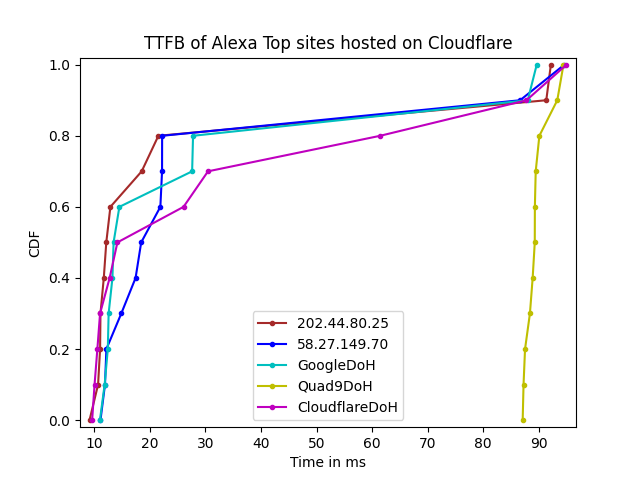 TTFB of Alexa Top sites hosted on Cloudflare
CDF
1.0
0.8
0.6
0.4
0.2
0.0
202.44.80.25
58.27.149.70
GoogleDoH
Quad9DoH
CloudflareDoH
10 20 30 40 50 60 70 80 90
Time in ms